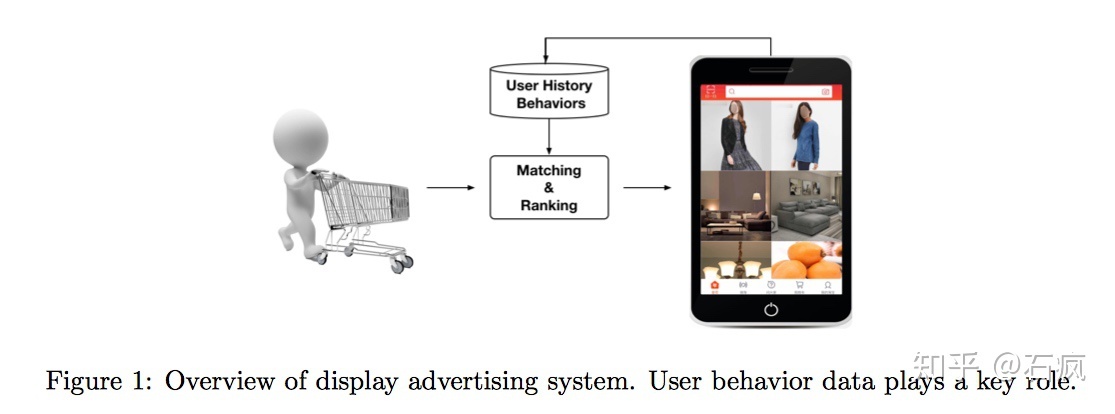 User History
Behaviors
Matching
&
Ranking
Figure 1: Overview of display advertising system. User behavior data plays a key role.
知乎 @石疯